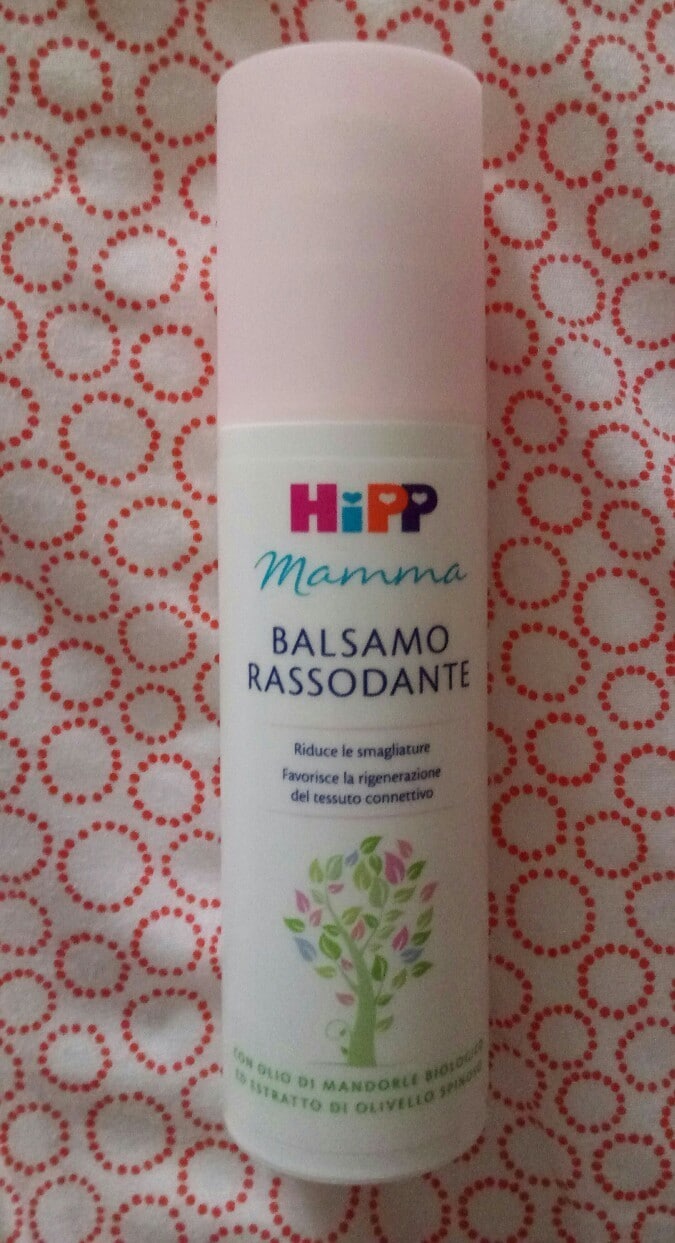 HiPP
Mamma
BALSAMO
RASSODANTE
Riduce le smagliature
Favorisce la rigenerazione
del tessuto connettivo
CON OLIO DI MANDORLE BIOLOGICO
ED ESTRATTO DI OLIVELLO SPINOSO